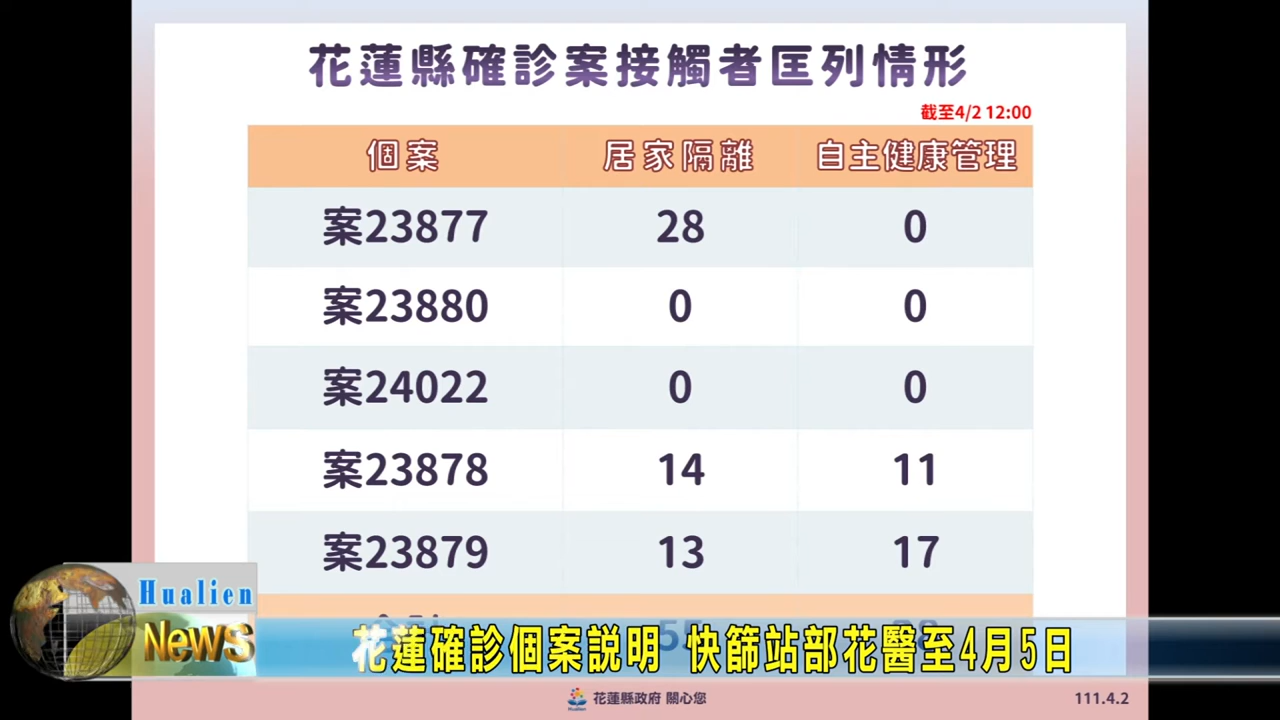 花蓮縣確診案接觸者匡列情形
截至4/2 12:00
個案 居家隔離 自主健康管理
案23877 28 0
案23880 0 0
案24022 0 0
案23878 14 11
案23879 13 17
Hualien
News
花蓮確診個案説明 快篩站部花醫至4月5日
Hualien
花蓮縣政府 關心您
111.4.2